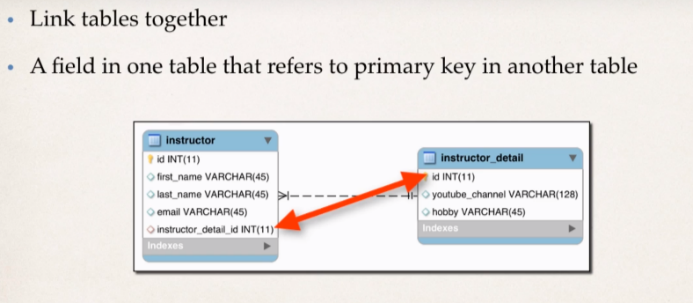 • Link tables together
• A field in one table that refers to primary key in another table
instructor
id INT(11)
first_name VARCHAR(45)
last_name VARCHAR(45)
email VARCHAR(45)
instructor_detail_id INT(11)
Indexes
instructor_detail
id INT(11)
youtube_channel VARCHAR(128)
hobby VARCHAR(45)
Indexes